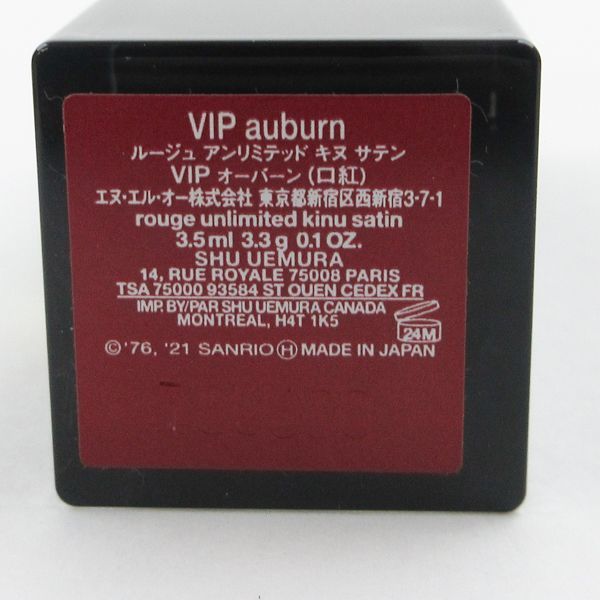 VIP auburn
ルージュ アンリミテッド キヌ サテン
VIP オーバーン(口紅)
エヌ・エル・オー株式会社 東京都新宿区西新宿3-7-1
rouge unlimited kinu satin
3.5ml 3.3g 0.1 OZ.
SHU UEMURA
14, RUE ROYALE 75008 PARIS
TSA 75000 93584 ST OUEN CEDEX FR
IMP. BY/PAR SHU UEMURA CANADA
MONTREAL, H4T 1K5
24M
©'76, '21 SANRIO Ⓗ MADE IN JAPAN